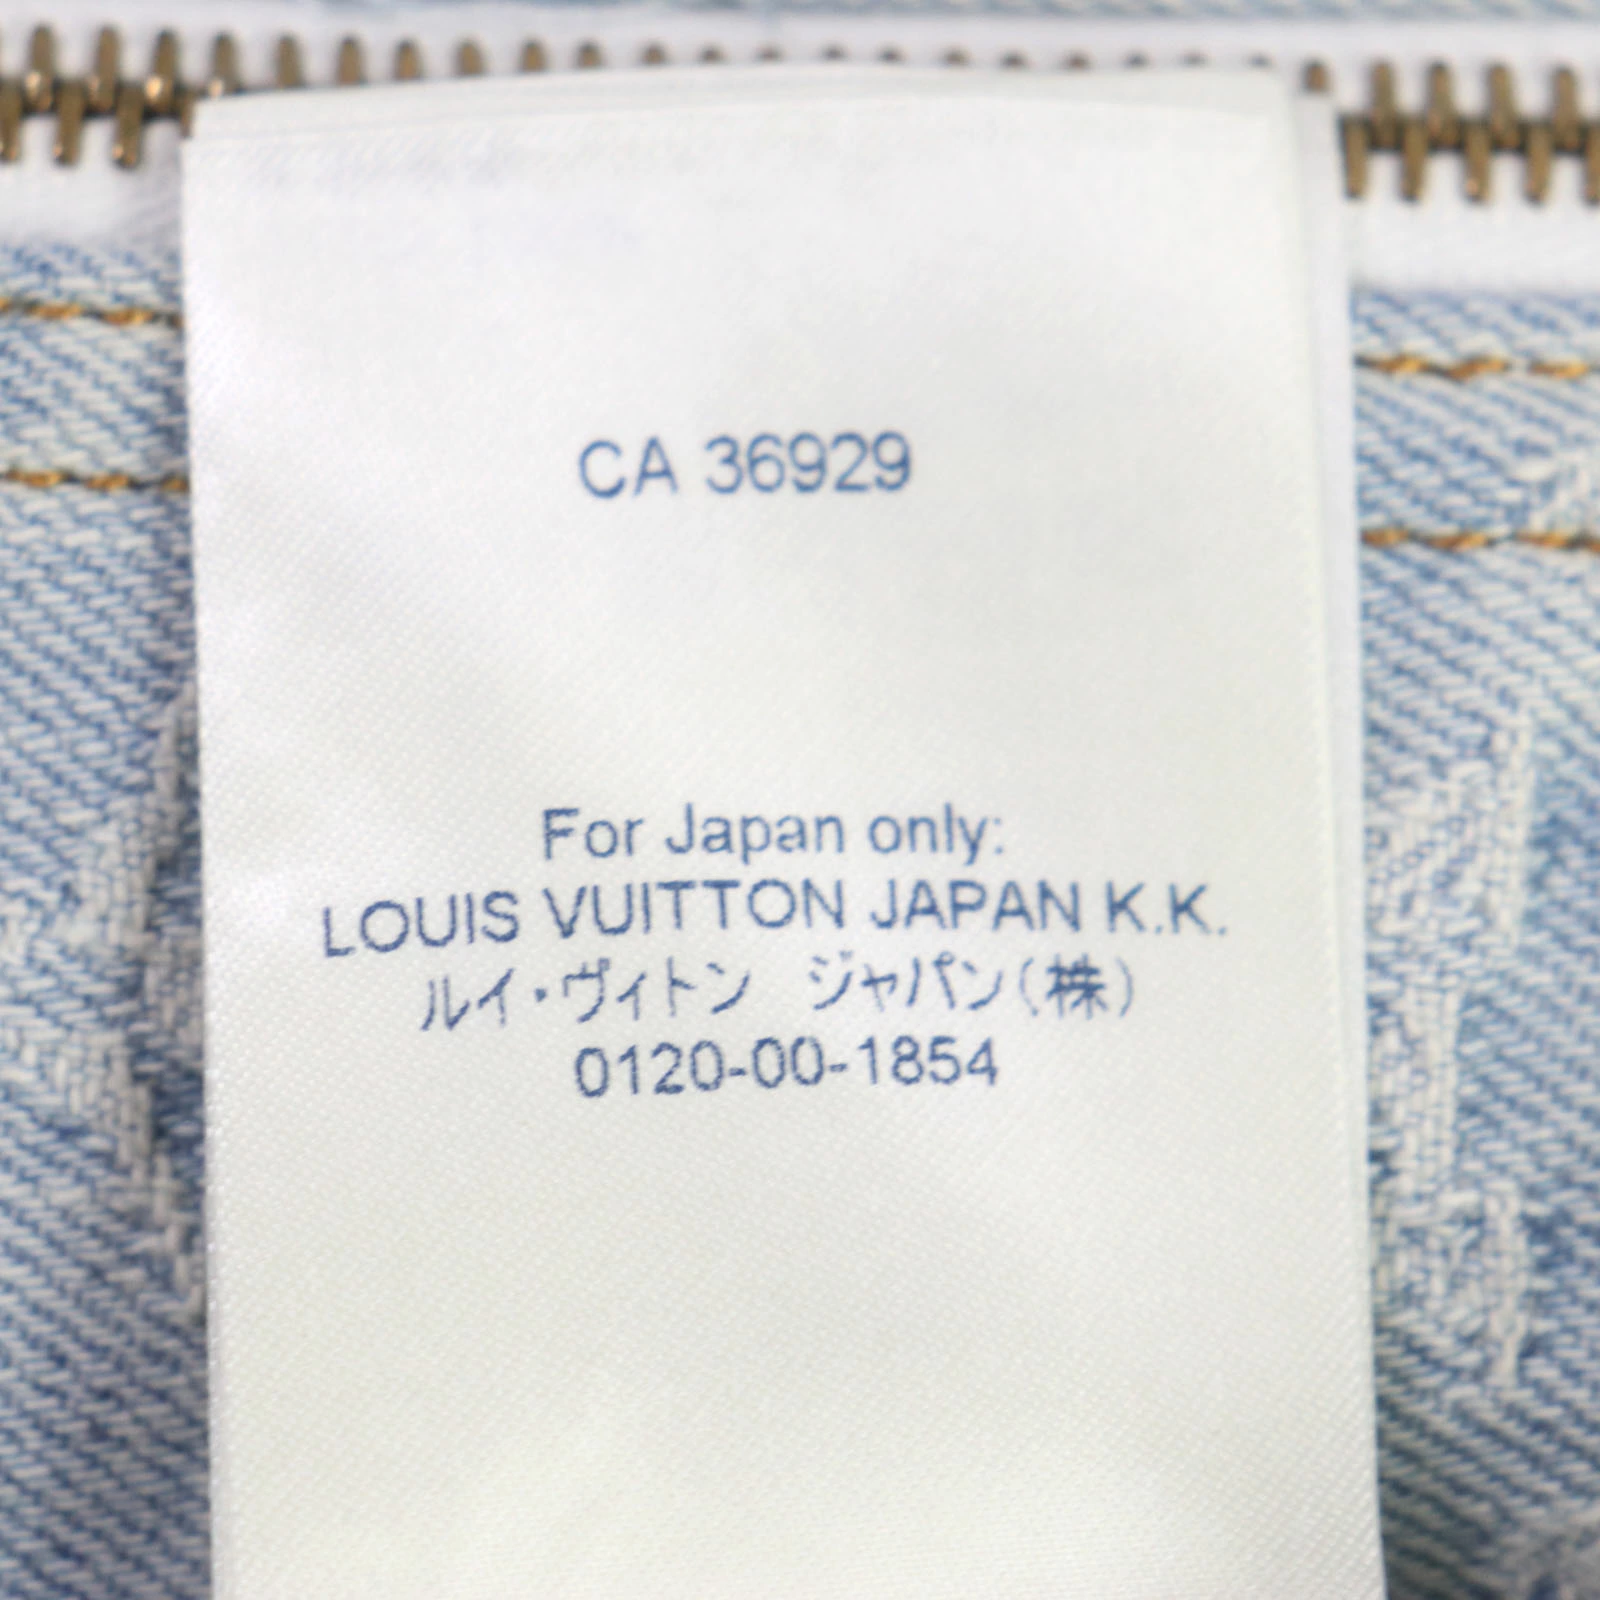 CA 36929
For Japan only:
LOUIS VUITTON JAPAN K.K.
ルイ・ヴィトン ジャパン(株)
0120-00-1854